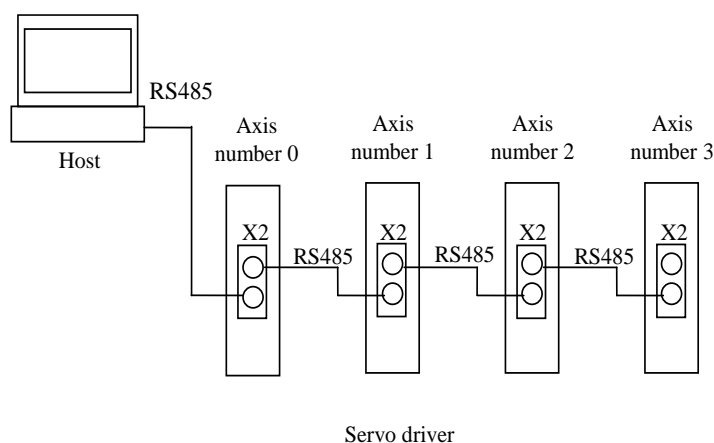 RS485
Host
Axis
number 0
Axis
number 1
Axis
number 2
Axis
number 3
X2
X2
X2
X2
RS485
RS485
RS485
Servo driver